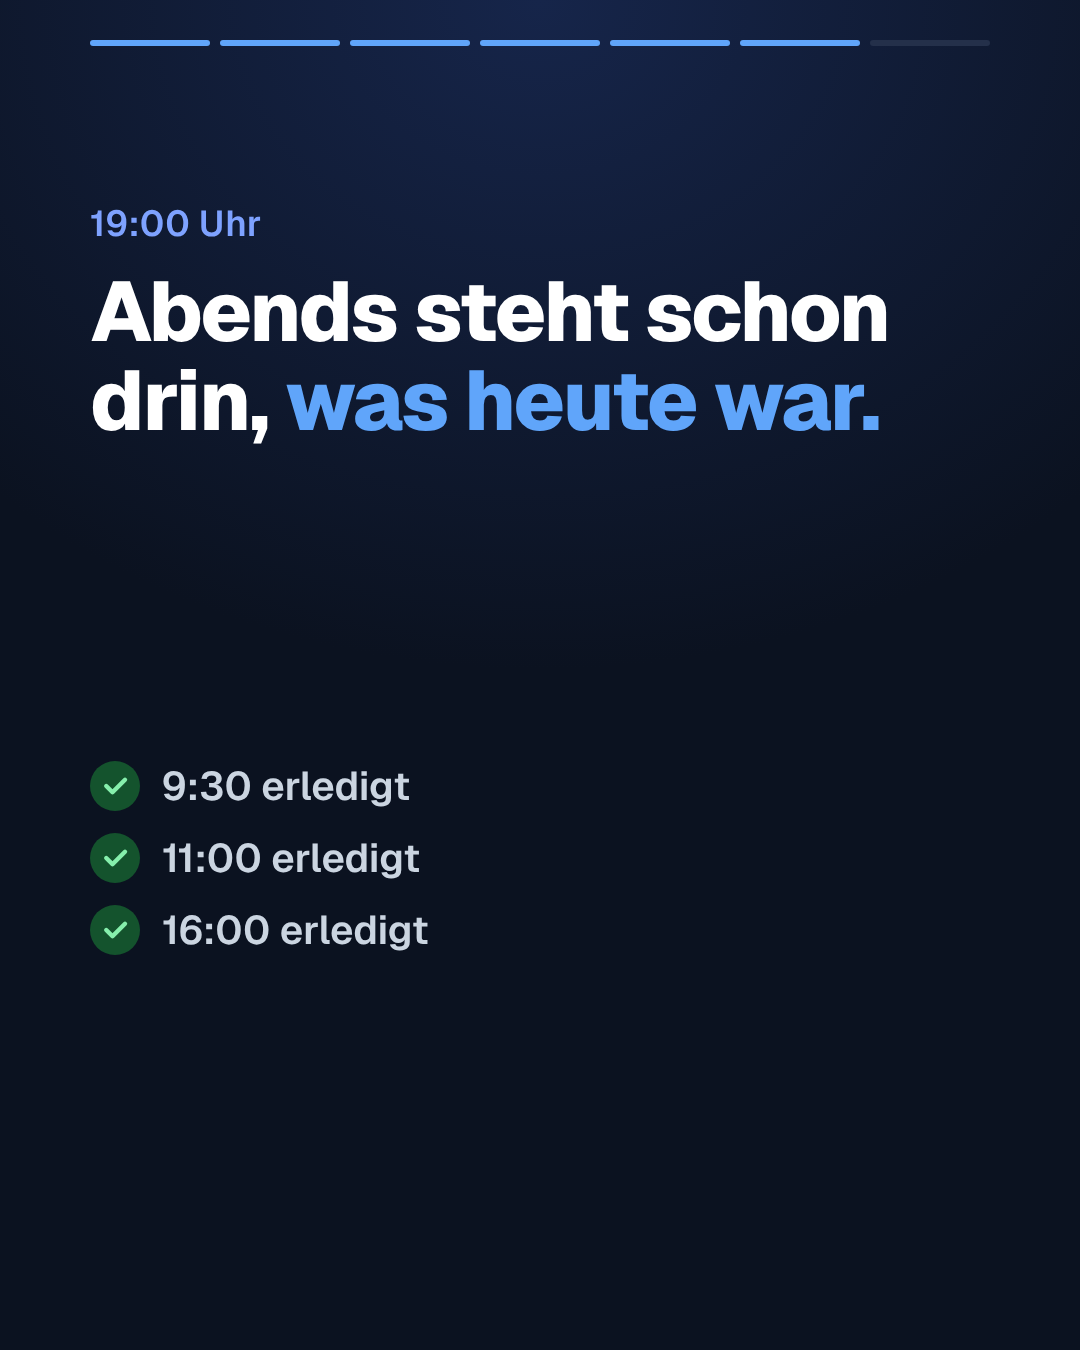 19:00 Uhr
Abends steht schon
drin, was heute war.
9:30 erledigt
11:00 erledigt
16:00 erledigt